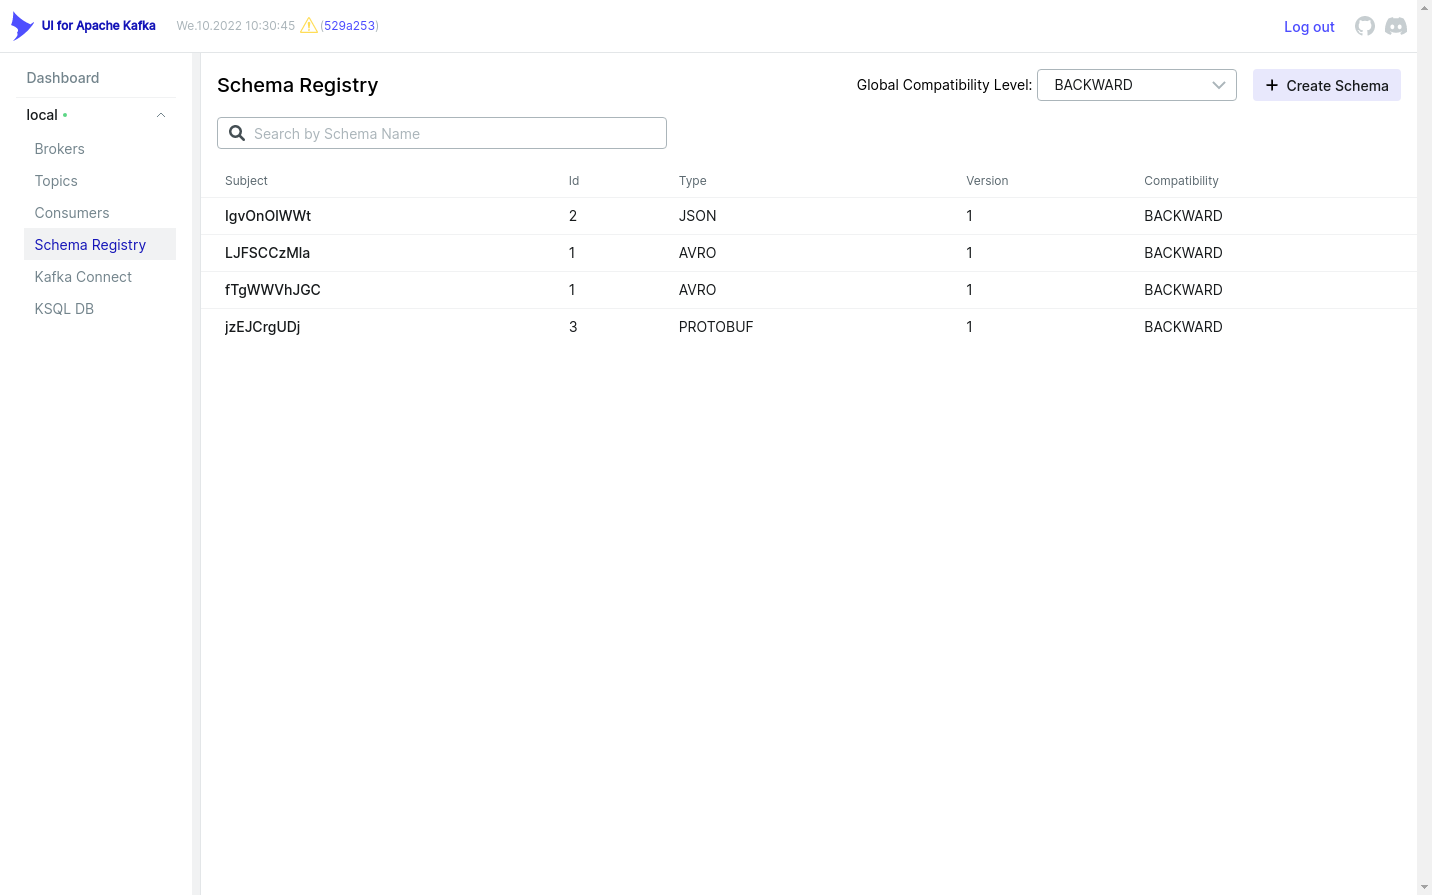 UI for Apache Kafka We.10.2022 10:30:45 (529a253) Log out
Dashboard
local
Brokers
Topics
Consumers
Schema Registry
Kafka Connect
KSQL DB
Schema Registry Global Compatibility Level: BACKWARD Create Schema
Search by Schema Name
Subject Id Type Version Compatibility
IgvOnOlWWt 2 JSON 1 BACKWARD
LJFSCCzMIa 1 AVRO 1 BACKWARD
fTgWWVhJGC 1 AVRO 1 BACKWARD
jzEJCrgUDj 3 PROTOBUF 1 BACKWARD